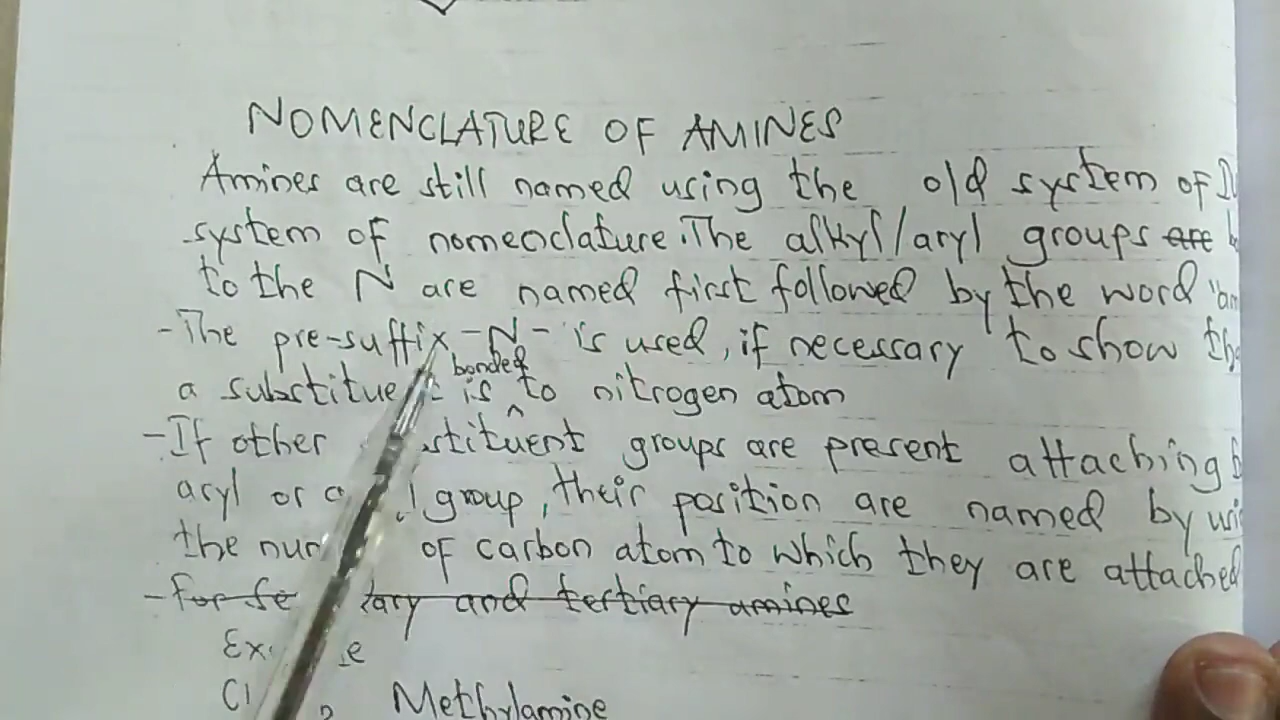 NOMENCLATURE OF AMINES
Amines are still named using the old system of
system of nomenclature. The alkyl/aryl groups are
to the N are named first followed by the word
- The pre-suffix -N- is used, if necessary to show
bonded
a is to nitrogen atom
- If other groups are present attaching
aryl or group, their position are named by
the of carbon atom to which they are attached
- For and tertiary amines
Methylamine